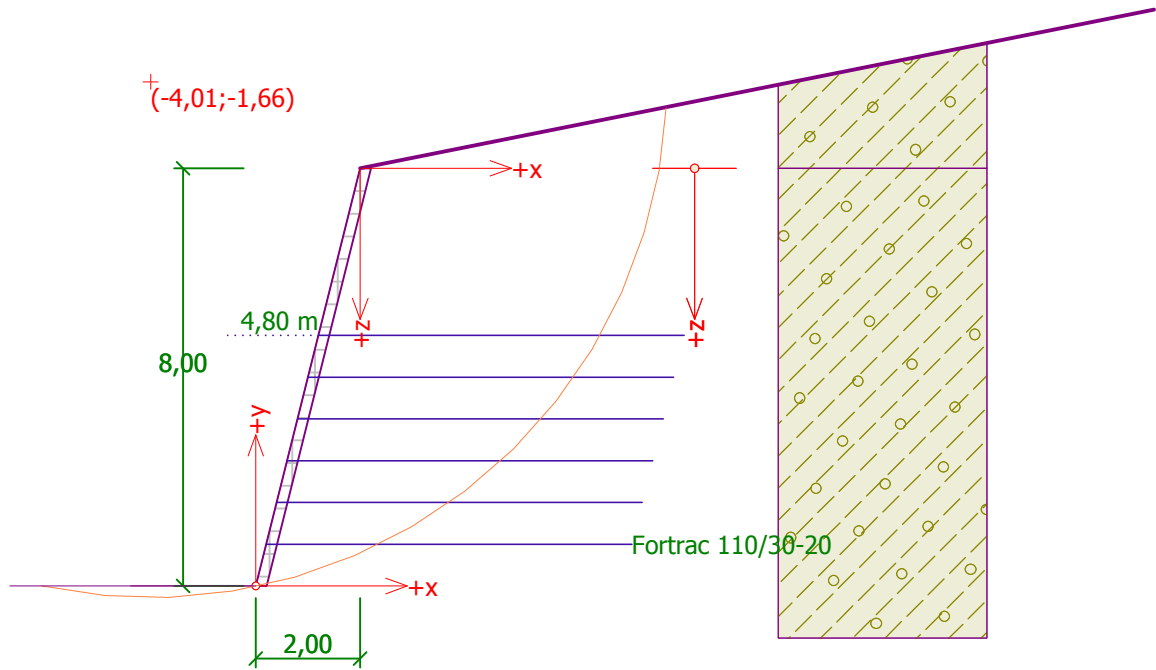 (-4,01;-1,66)
+x
4,80 m
+z
+z
8,00
+y
Fortrac 110/30-20
+x
2,00